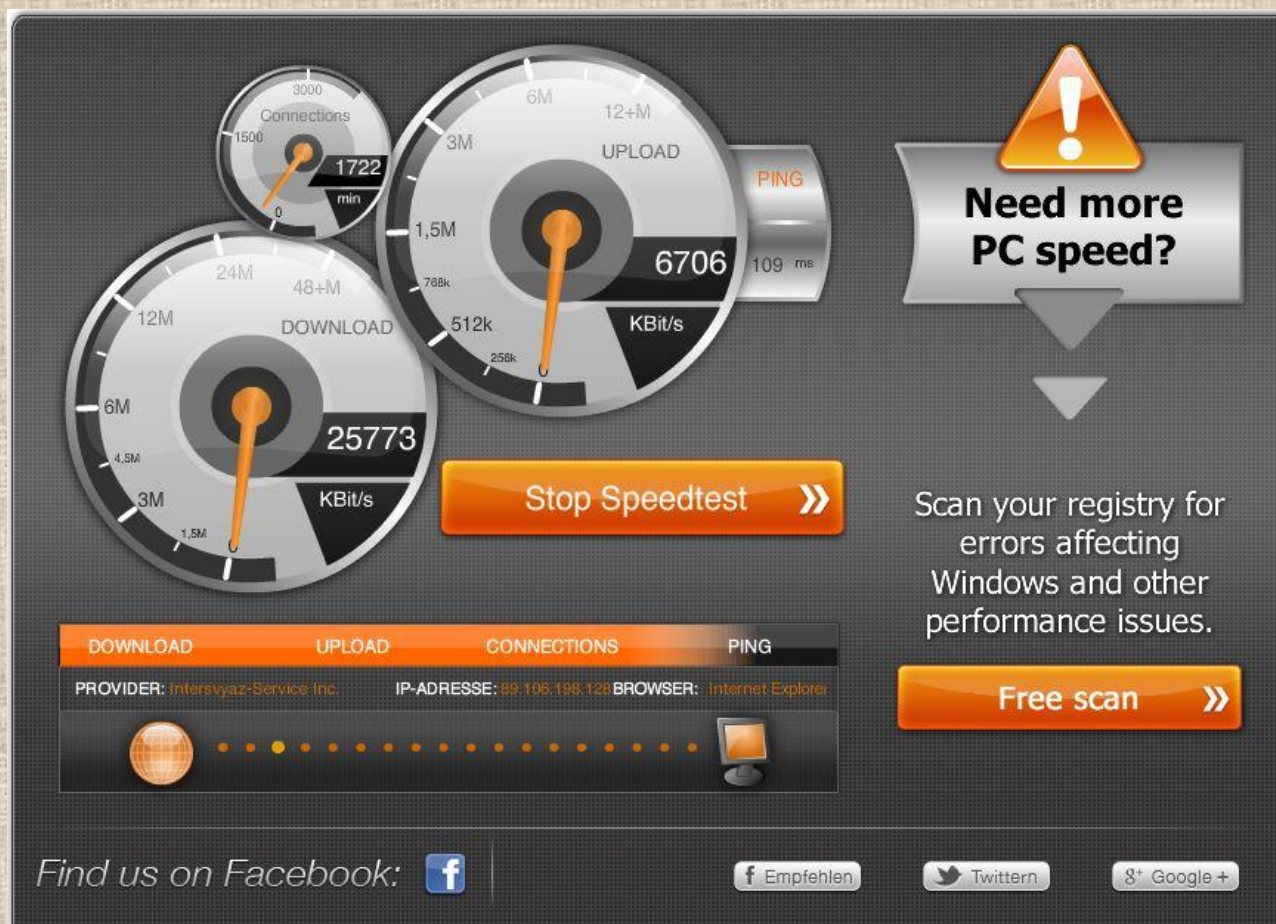 3000
Connections
1500
1722
min
0
6M
12+M
3M
UPLOAD
1,5M
768k
6706
512k
KBit/s
256k
0
PING
109 ms
24M
48+M
12M
DOWNLOAD
6M
25773
4,5M
3M
KBit/s
1,5M
0
Stop Speedtest
Need more
PC speed?
Scan your registry for
errors affecting
Windows and other
performance issues.
Free scan
DOWNLOAD UPLOAD CONNECTIONS PING
PROVIDER: Intersvyaz-Service Inc. IP-ADRESSE: 89.106.198.128 BROWSER: Internet Explorer
Find us on Facebook:
f Empfehlen
Twittern
8+ Google +